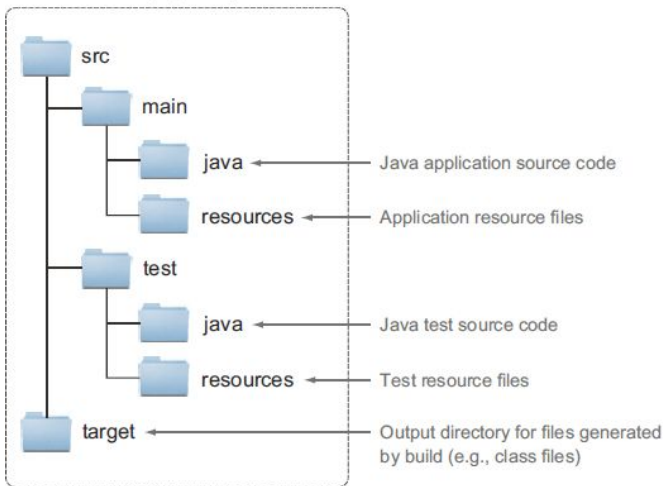 src
main
java
Java application source code
resources
Application resource files
test
java
Java test source code
resources
Test resource files
target
Output directory for files generated
by build (e.g., class files)